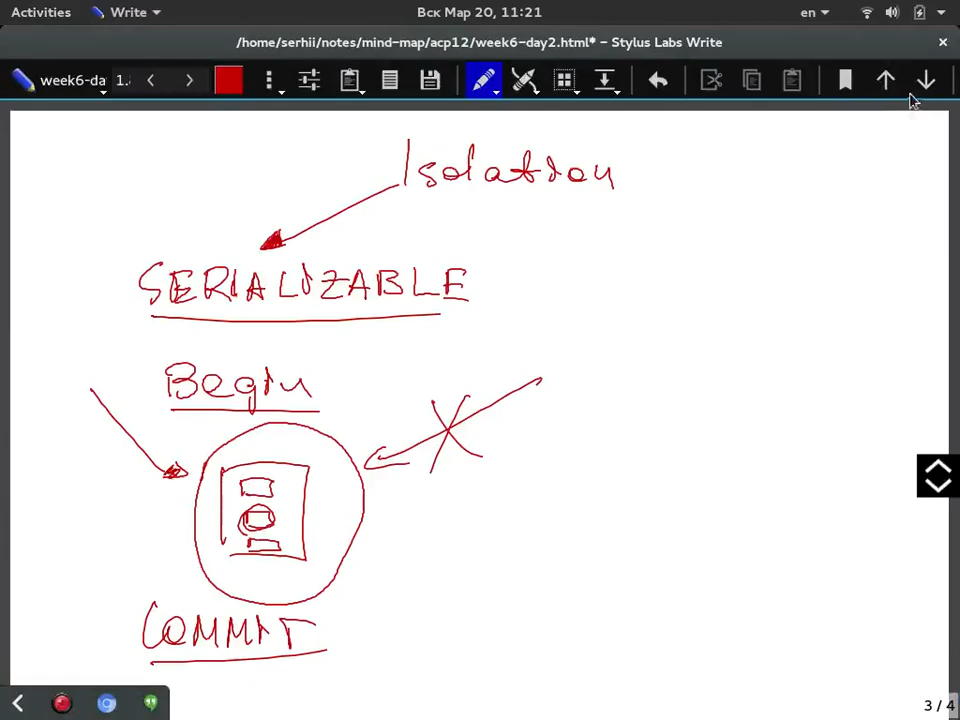 Activities Write Вск Мар 20, 11:21 en
/home/serhii/notes/mind-map/acp12/week6-day2.html* – Stylus Labs Write
week6-da 1.
Isolation
SERIALIZABLE
Begin
COMMIT
3 / 4